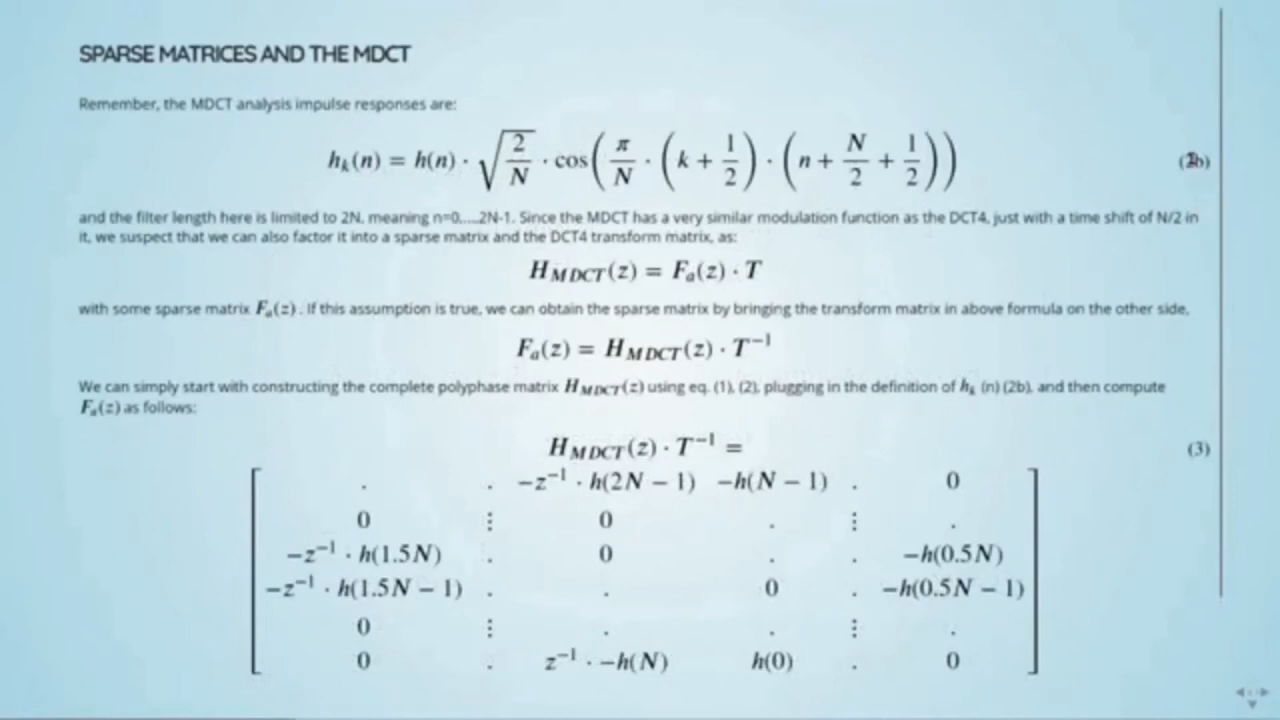 SPARSE MATRICES AND THE MDCT
Remember, the MDCT analysis impulse responses are:
h_k(n) = h(n) · √(2/N) · cos(π/N · (k + 1/2) · (n + N/2 + 1/2))
and the filter length here is limited to 2N, meaning n=0,...,2N-1. Since the MDCT has a very similar modulation function as the DCT4, just with a time shift of N/2 in
it, we suspect that we can also factor it into a sparse matrix and the DCT4 transform matrix, as:
H_MDCT(z) = F_a(z) · T
with some sparse matrix F_a(z). If this assumption is true, we can obtain the sparse matrix by bringing the transform matrix in above formula on the other side,
F_a(z) = H_MDCT(z) · T⁻¹
We can simply start with constructing the complete polyphase matrix H_MDCT(z) using eq. (1), (2), plugging in the definition of h_k (n) (2b), and then compute
F_a(z) as follows:
H_MDCT(z) · T⁻¹ = (3)
. . −z⁻¹ · h(2N − 1) −h(N − 1) . 0
0 ⋮ 0 . ⋮ .
−z⁻¹ · h(1.5N) . 0 . . −h(0.5N)
−z⁻¹ · h(1.5N − 1) . . 0 . −h(0.5N − 1)
0 ⋮ . . ⋮ .
0 . z⁻¹ · −h(N) h(0) . 0